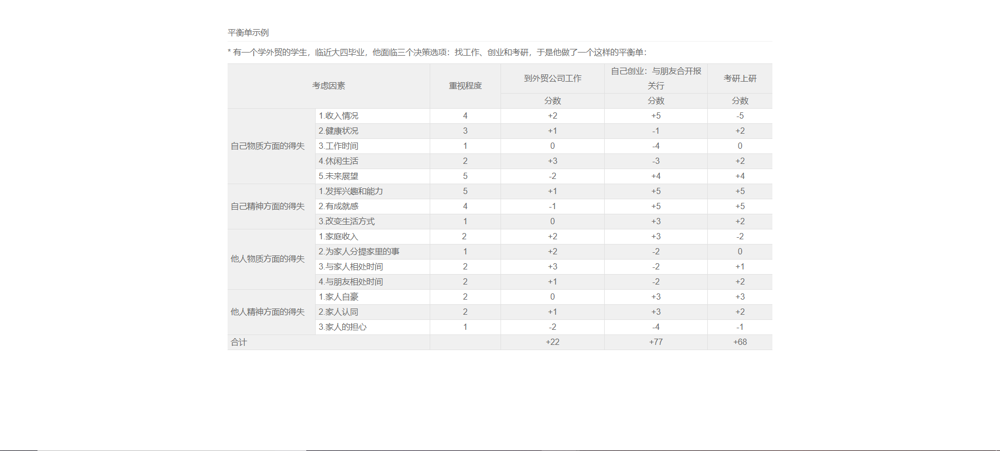 平衡单示例
* 有一个学外贸的学生，临近大四毕业，他面临三个决策选项：找工作、创业和考研，于是他做了一个这样的平衡单：
考虑因素 重视程度 到外贸公司工作 自己创业：与朋友合开报 考研上研
关行
分数 分数 分数
自己物质方面的得失
1.收入情况 4 +2 +5 -5
2.健康状况 3 +1 -1 +2
3.工作时间 1 0 -4 0
4.休闲生活 2 +3 -3 +2
5.未来展望 5 -2 +4 +4
自己精神方面的得失
1.发挥兴趣和能力 5 +1 +5 +5
2.有成就感 4 -1 +5 +5
3.改变生活方式 1 0 +3 +2
他人物质方面的得失
1.家庭收入 2 +2 +3 -2
2.为家人分提家里的事 1 +2 -2 0
3.与家人相处时间 2 +3 -2 +1
4.与朋友相处时间 2 +1 -2 +2
他人精神方面的得失
1.家人自豪 2 0 +3 +3
2.家人认同 2 +1 +3 +2
3.家人的担心 1 -2 -4 -1
合计 +22 +77 +68